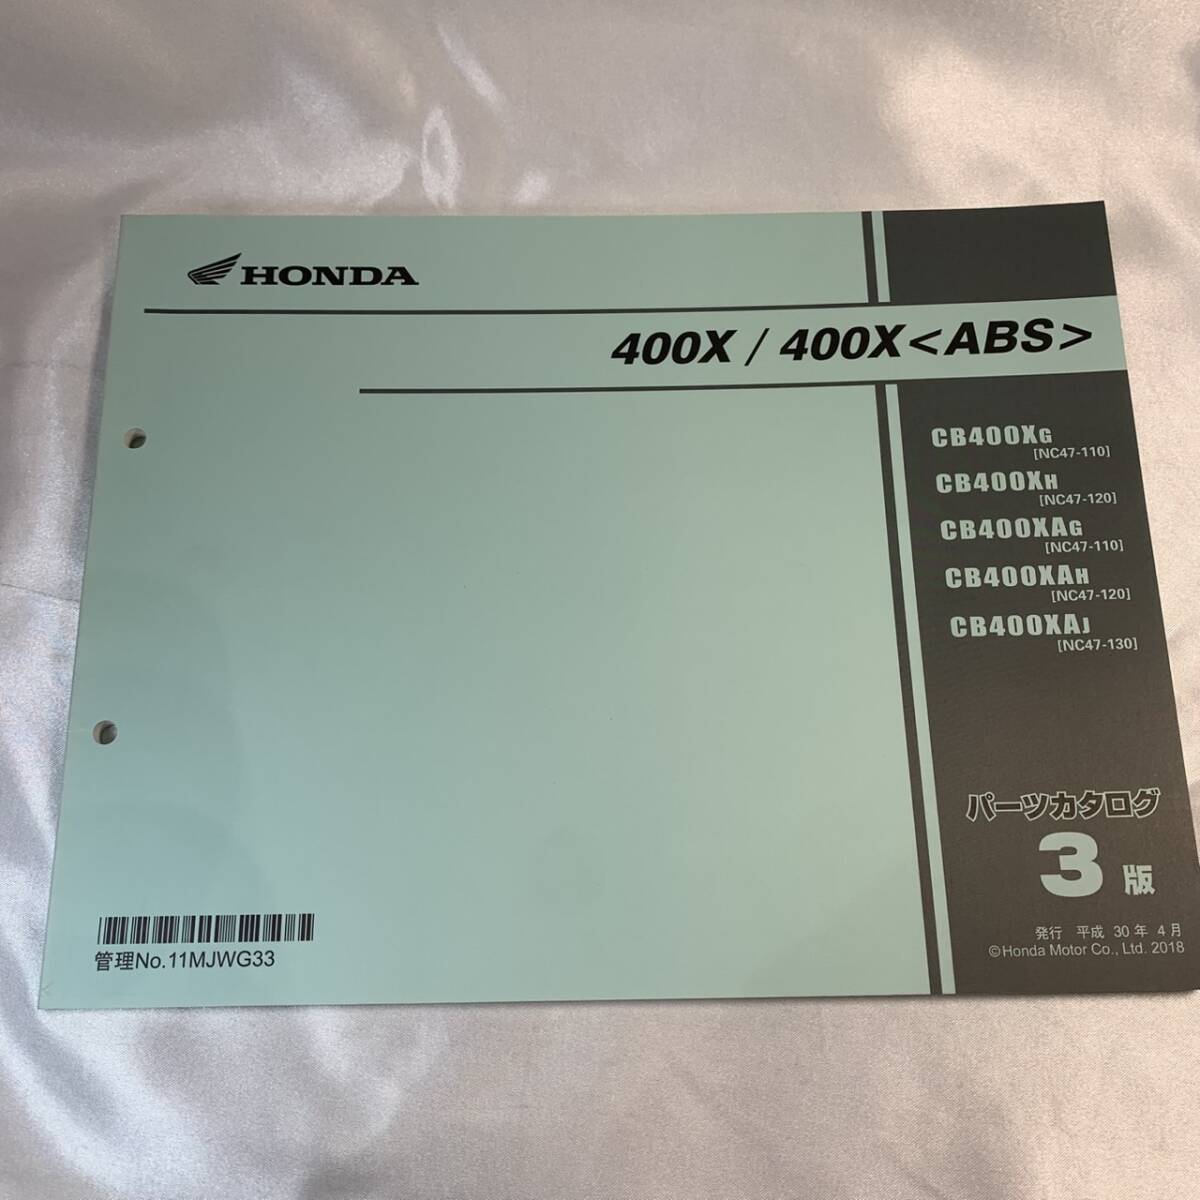 HONDA
400X / 400X<ABS>
CB400XG
[NC47-110]
CB400XH
[NC47-120]
CB400XAG
[NC47-110]
CB400XAH
[NC47-120]
CB400XAJ
[NC47-130]
パーツカタログ
3版
発行 平成 30年 4月
©Honda Motor Co., Ltd. 2018
管理No.11MJWG33